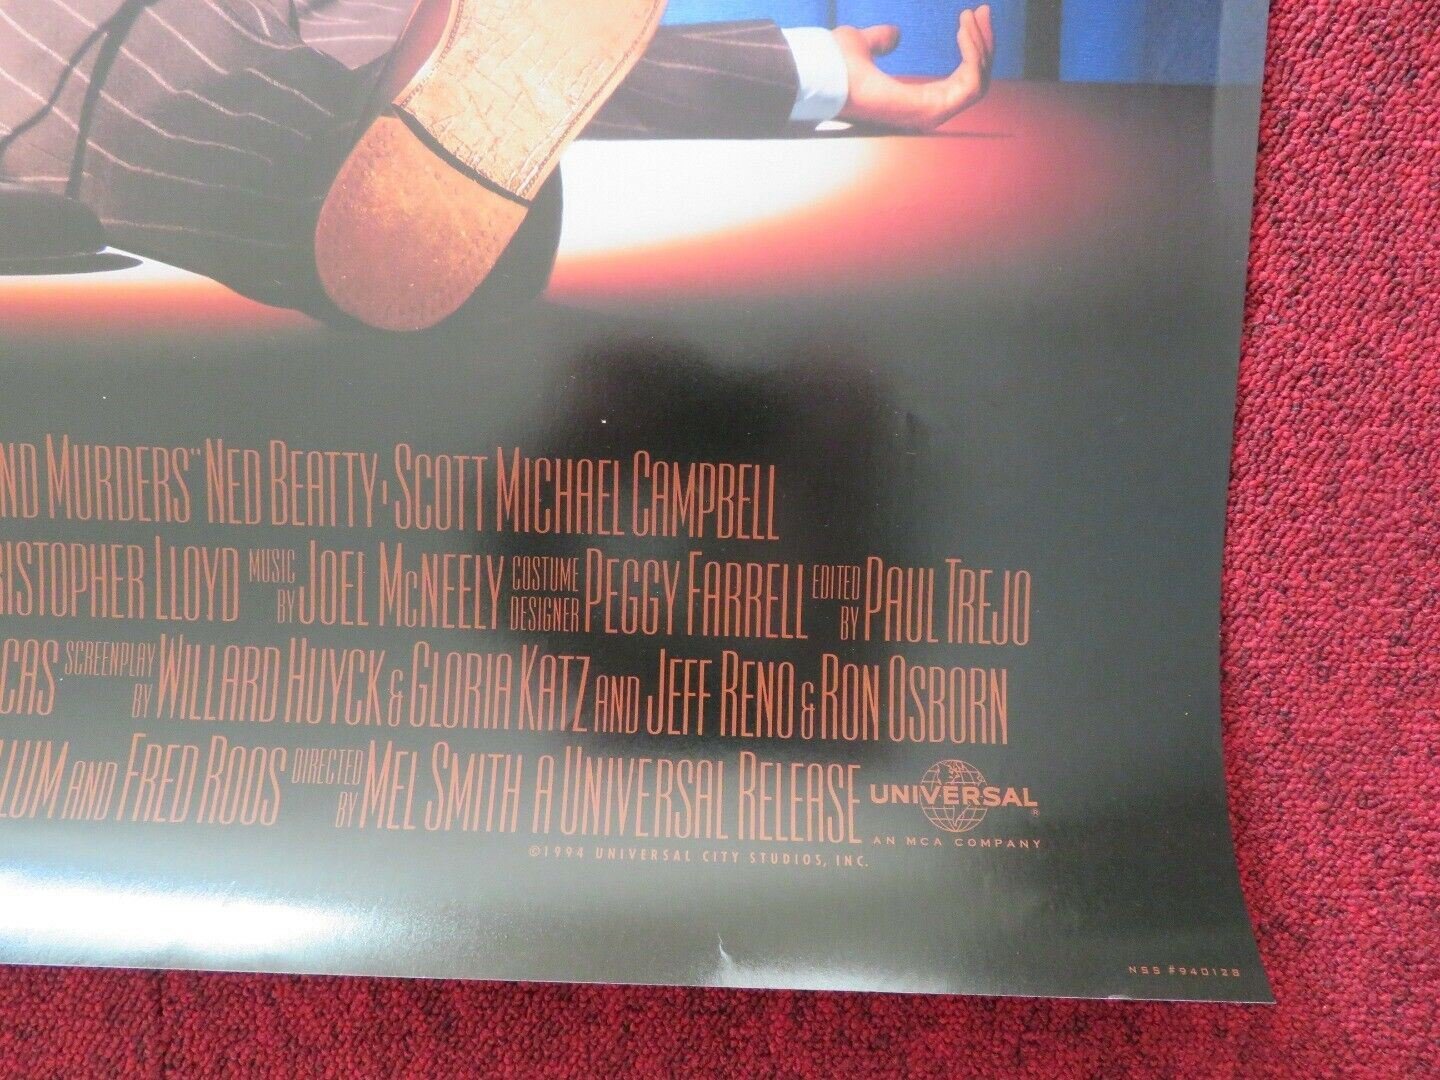 ND MURDERS" NED BEATTY · SCOTT MICHAEL CAMPBELL
RISTOPHER LLOYD MUSIC BY JOEL MCNEELY COSTUME DESIGNER PEGGY FARRELL EDITED BY PAUL TREJO
CAS SCREENPLAY BY WILLARD HUYCK & GLORIA KATZ AND JEFF RENO & RON OSBORN
LLUM AND FRED ROOS DIRECTED BY MEL SMITH A UNIVERSAL RELEASE UNIVERSAL
AN MCA COMPANY
©1994 UNIVERSAL CITY STUDIOS, INC.
NSS #940128